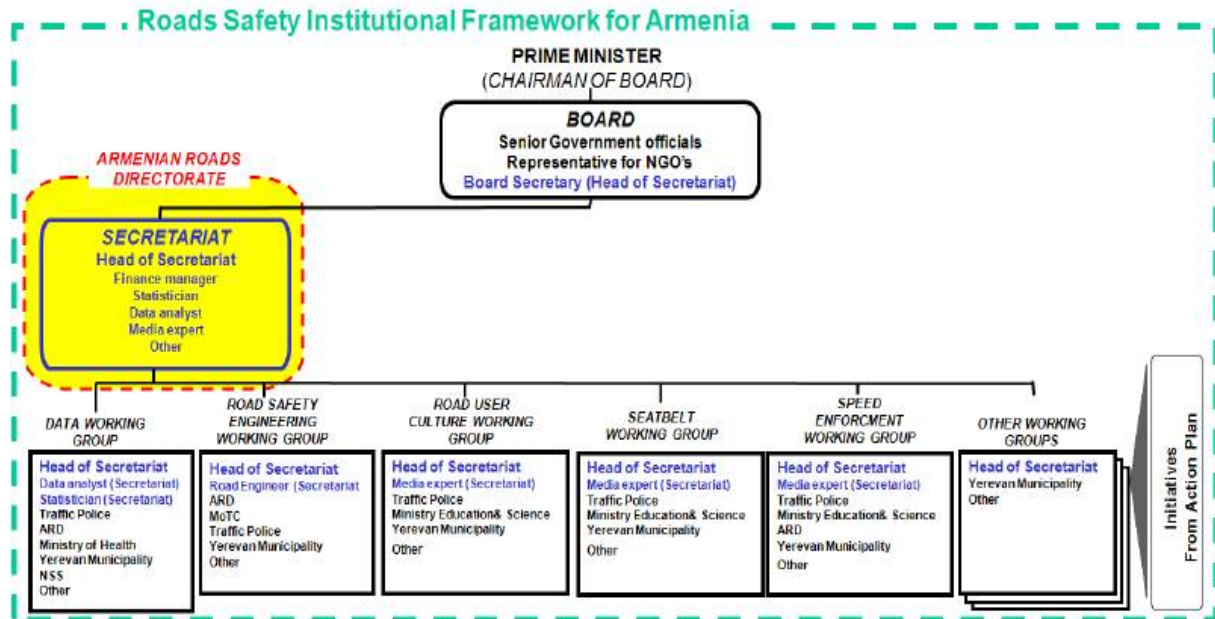 Roads Safety Institutional Framework for Armenia
PRIME MINISTER
(CHAIRMAN OF BOARD)
BOARD
Senior Government officials
Representative for NGO's
Board Secretary (Head of Secretariat)
ARMENIAN ROADS
DIRECTORATE
SECRETARIAT
Head of Secretariat
Finance manager
Statistician
Data analyst
Media expert
Other
DATA WORKING
GROUP
Head of Secretariat
Data analyst (Secretariat)
Statistician (Secretariat)
Traffic Police
ARD
Ministry of Health
Yerevan Municipality
NSS
Other
ROAD SAFETY
ENGINEERING
WORKING GROUP
Head of Secretariat
Road Engineer (Secretariat
ARD
MoTC
Traffic Police
Yerevan Municipality
Other
ROAD USER
CULTURE WORKING
GROUP
Head of Secretariat
Media expert (Secretariat)
Traffic Police
Ministry Education& Science
Yerevan Municipality
Other
SEATBELT
WORKING GROUP
Head of Secretariat
Media expert (Secretariat)
Traffic Police
Ministry Education& Science
Yerevan Municipality
Other
SPEED
ENFORCMENT
WORKING GROUP
Head of Secretariat
Media expert (Secretariat)
Traffic Police
Ministry Education& Science
ARD
Yerevan Municipality
Other
OTHER WORKING
GROUPS
Head of Secretariat
Yerevan Municipality
Other
Initiatives
From Action Plan